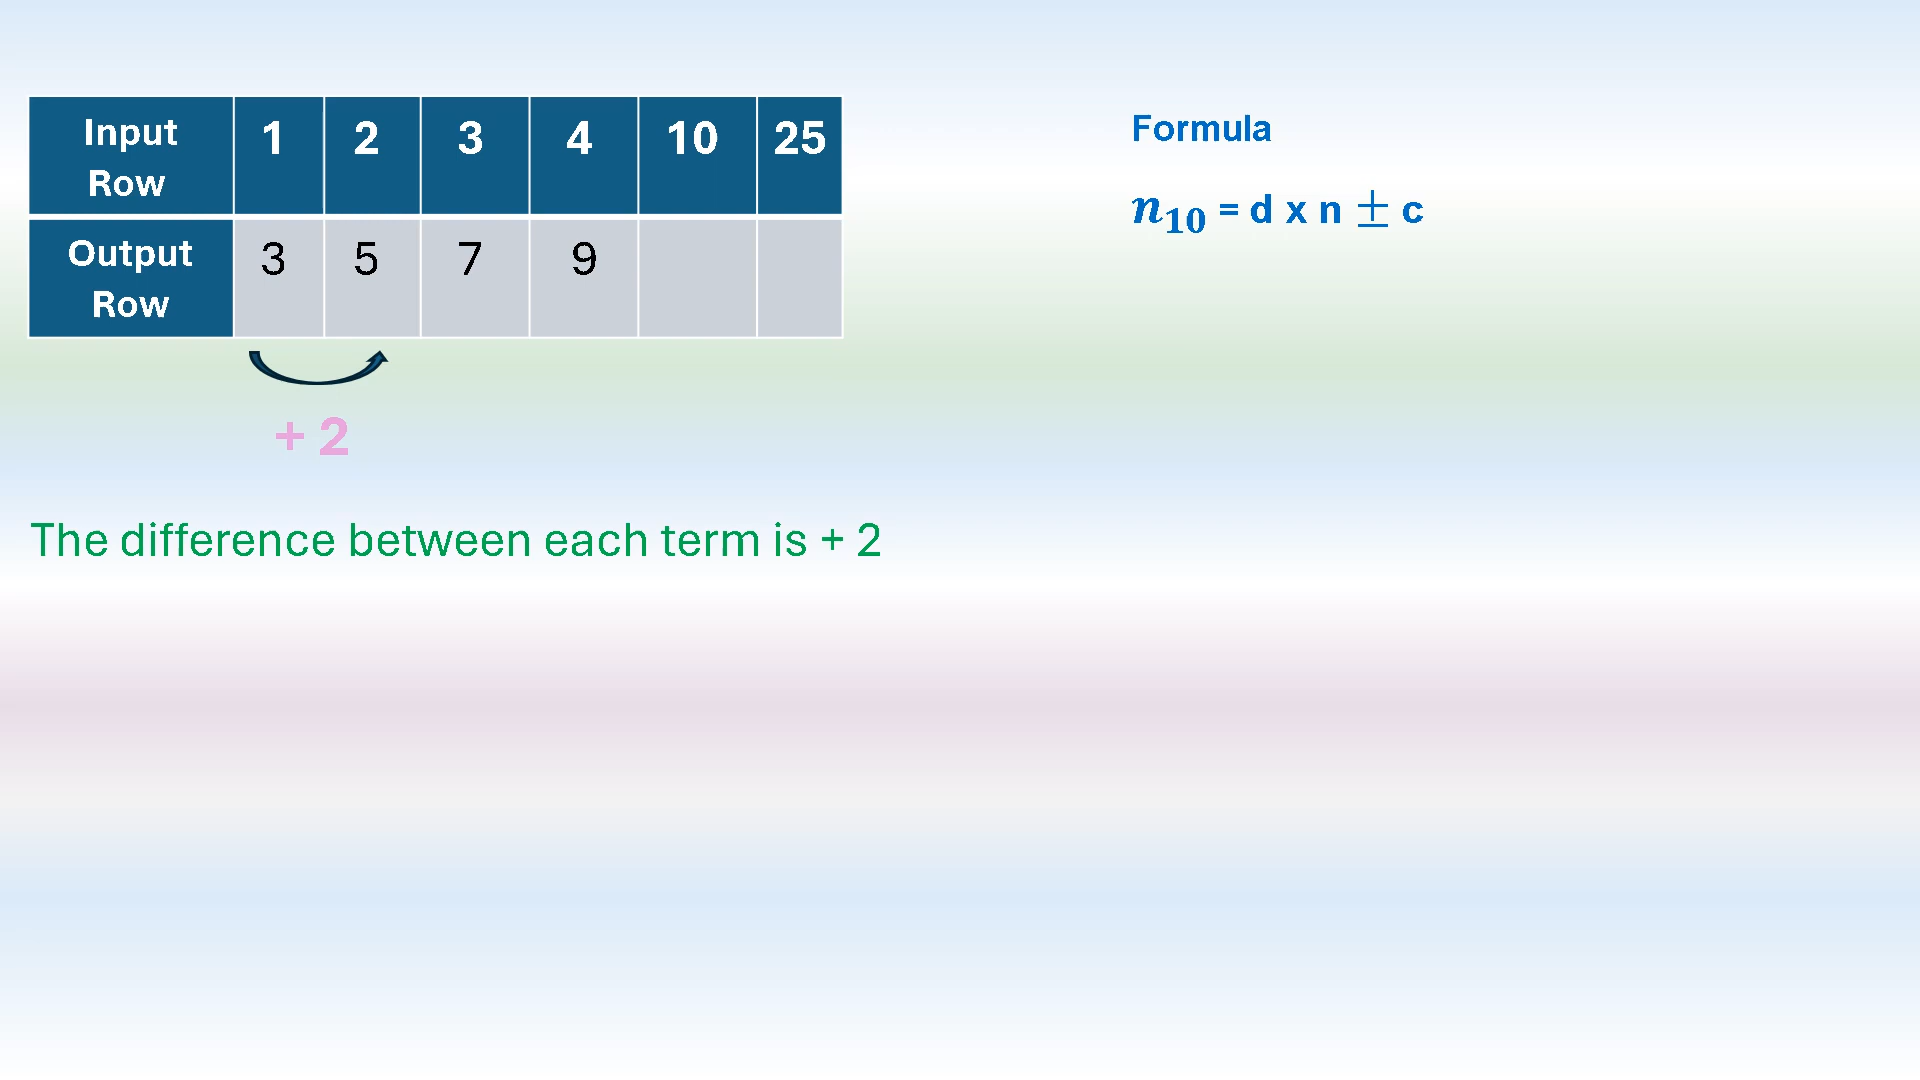 Input Row 1 2 3 4 10 25
Output Row 3 5 7 9
+ 2
The difference between each term is + 2
Formula
n₁₀ = d x n ± c